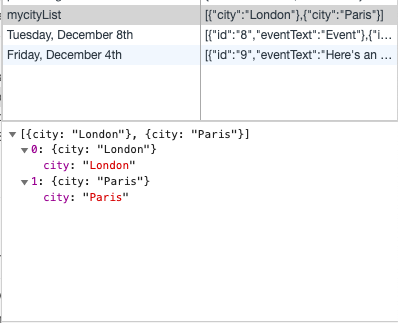 mycityList [{"city":"London"},{"city":"Paris"}]
Tuesday, December 8th [{"id":"8","eventText":"Event"},{"i...
Friday, December 4th [{"id":"9","eventText":"Here's an ...
[{city: "London"}, {city: "Paris"}]
0: {city: "London"}
city: "London"
1: {city: "Paris"}
city: "Paris"